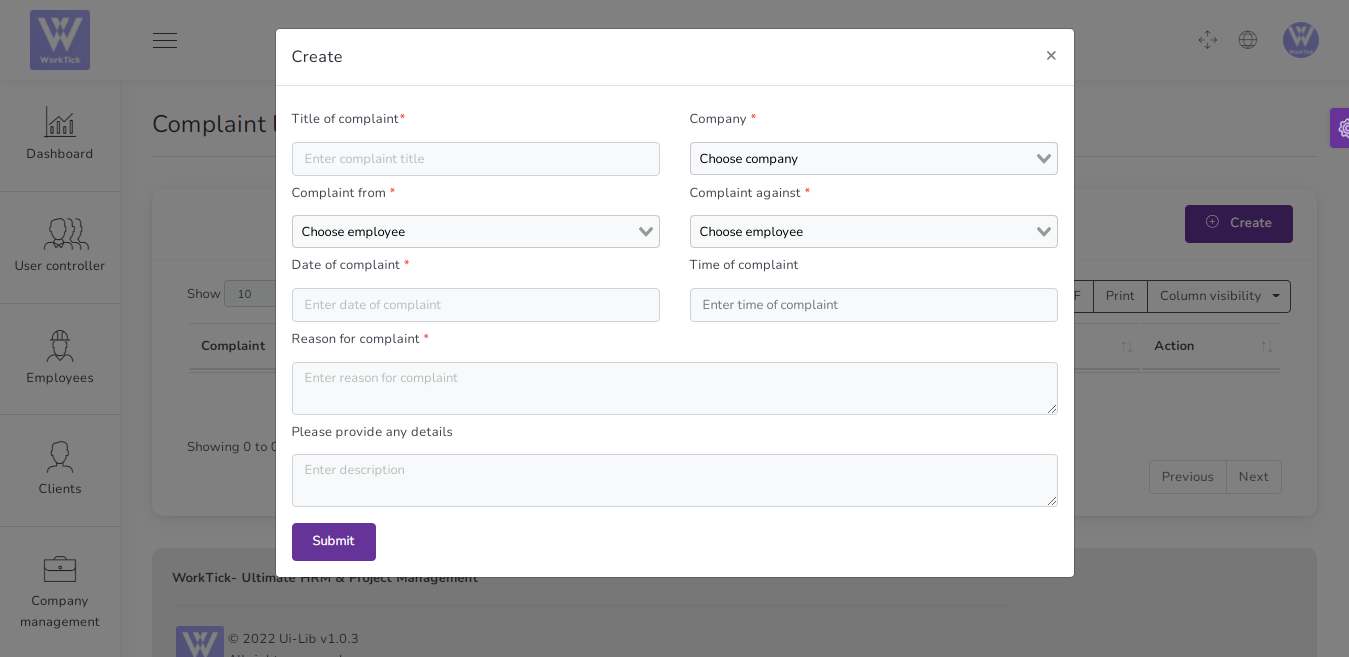 WorkTick
Create
×
Complaint
Dashboard
User controller
Employees
Clients
Company
management
Title of complaint*
Company *
Enter complaint title
Choose company
Complaint from *
Complaint against *
Choose employee
Choose employee
Date of complaint *
Time of complaint
Enter date of complaint
Enter time of complaint
Reason for complaint *
Enter reason for complaint
Please provide any details
Enter description
Submit
Create
Show 10
F
Print
Column visibility
Complaint
Action
Showing 0 to 0
Previous
Next
WorkTick- Ultimate HRM & Project Management
© 2022 Ui-Lib v1.0.3